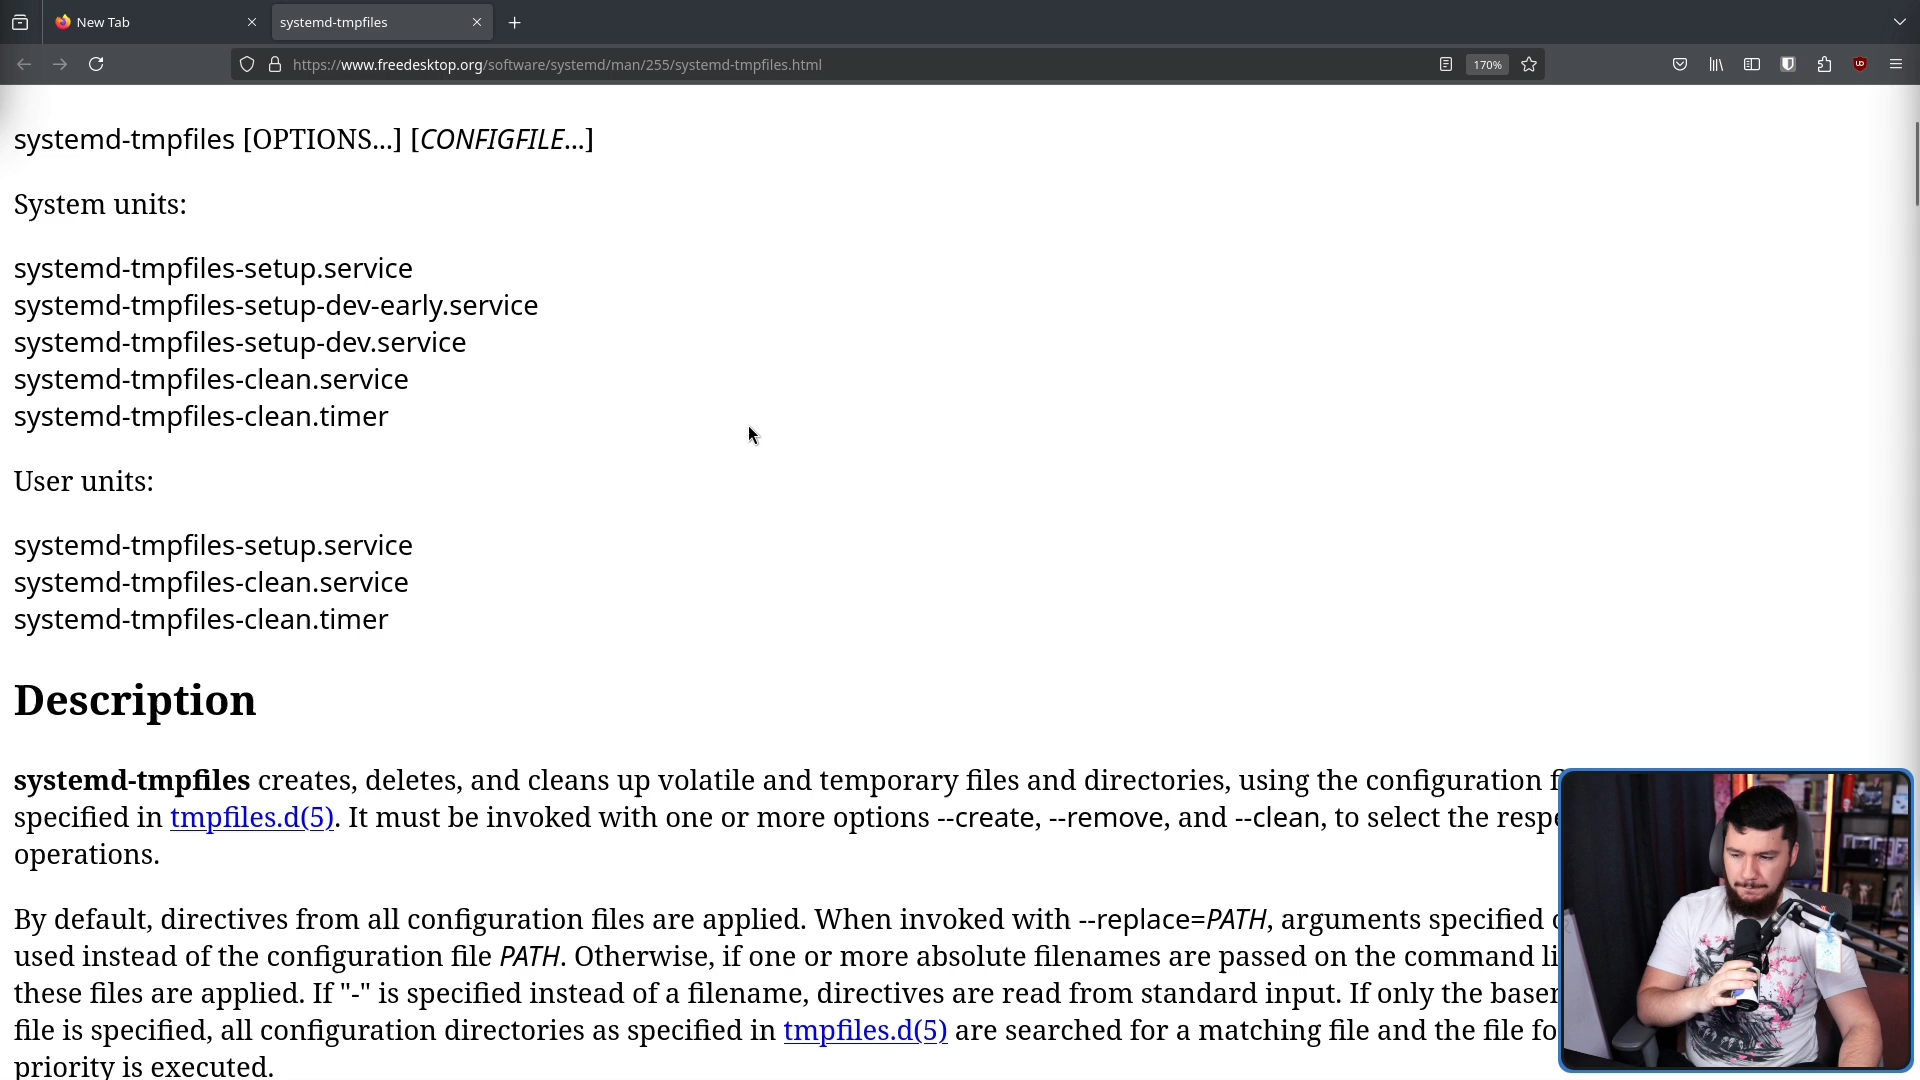 New Tab
systemd-tmpfiles
https://www.freedesktop.org/software/systemd/man/255/systemd-tmpfiles.html
170%
systemd-tmpfiles [OPTIONS...] [CONFIGFILE...]
System units:
systemd-tmpfiles-setup.service
systemd-tmpfiles-setup-dev-early.service
systemd-tmpfiles-setup-dev.service
systemd-tmpfiles-clean.service
systemd-tmpfiles-clean.timer
User units:
systemd-tmpfiles-setup.service
systemd-tmpfiles-clean.service
systemd-tmpfiles-clean.timer
Description
systemd-tmpfiles creates, deletes, and cleans up volatile and temporary files and directories, using the configuration
specified in tmpfiles.d(5). It must be invoked with one or more options --create, --remove, and --clean, to select the
operations.
By default, directives from all configuration files are applied. When invoked with --replace=PATH, arguments specified
used instead of the configuration file PATH. Otherwise, if one or more absolute filenames are passed on the command
these files are applied. If "-" is specified instead of a filename, directives are read from standard input. If only the
file is specified, all configuration directories as specified in tmpfiles.d(5) are searched for a matching file and the file
priority is executed.